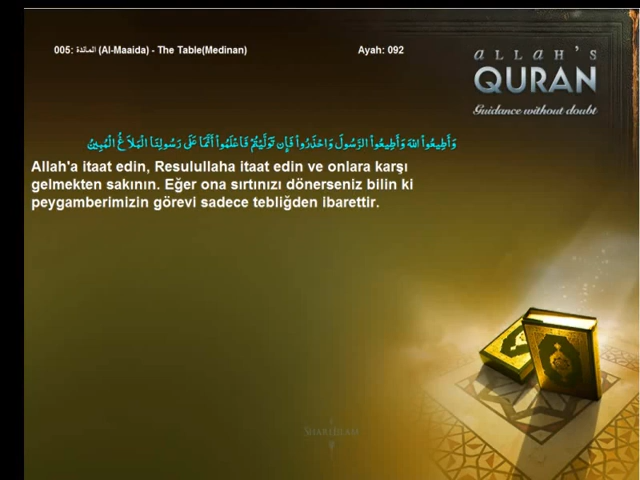 005: المائدة (Al-Maaida) - The Table(Medinan)
Ayah: 092
ALLAH'S
QURAN
Guidance without doubt
وَأَطِيعُواْ اللّهَ وَأَطِيعُواْ الرَّسُولَ وَاحْذَرُواْ فَإِن تَوَلَّيْتُمْ فَاعْلَمُواْ أَنَّمَا عَلَى رَسُولِنَا الْبَلاَغُ الْمُبِينُ
Allah'a itaat edin, Resulullaha itaat edin ve onlara karşı
gelmekten sakının. Eğer ona sırtınızı dönerseniz bilin ki
peygamberimizin görevi sadece tebliğden ibarettir.
SHAREISLAM